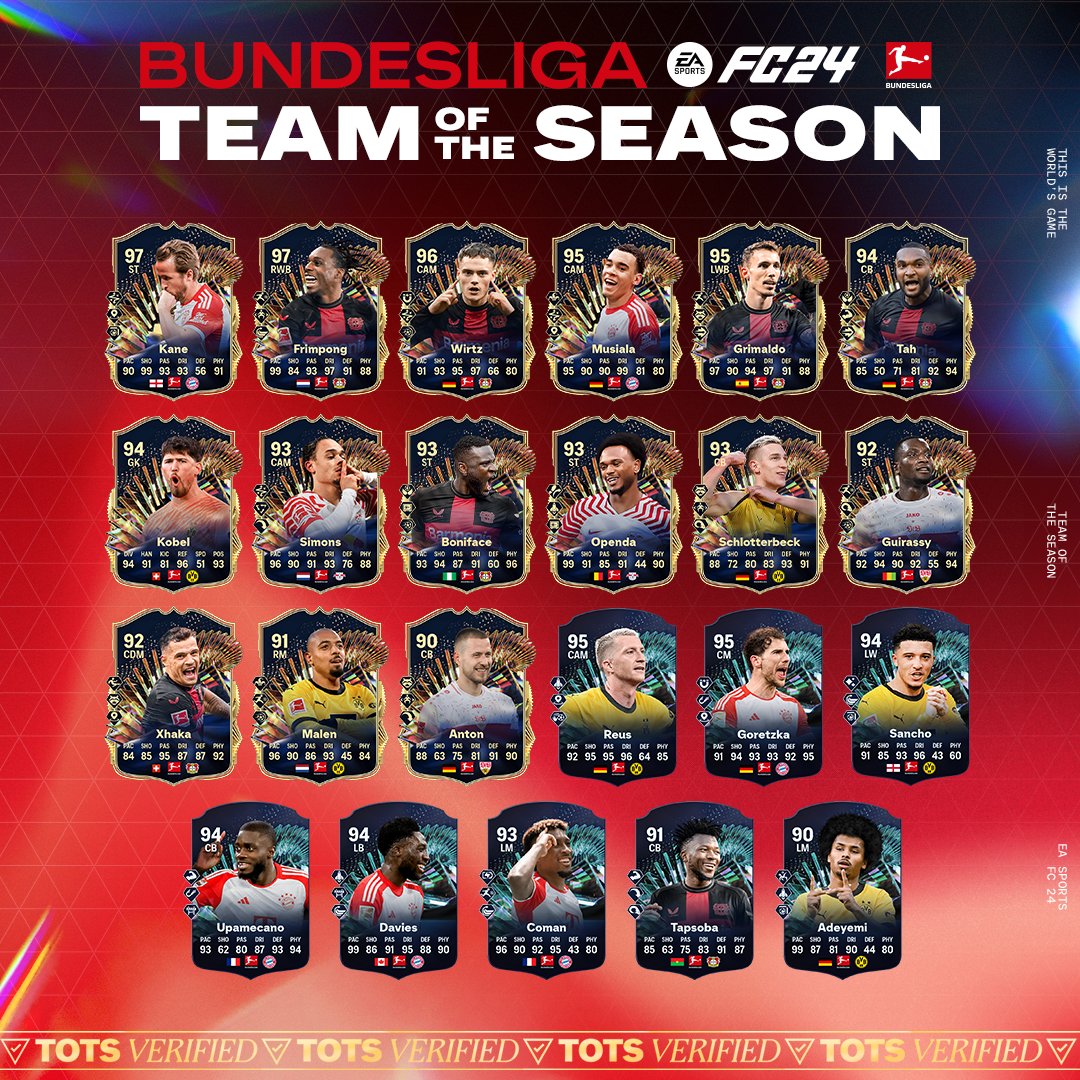 BUNDESLIGA EA SPORTS FC24 BUNDESLIGA
TEAM OF THE SEASON
THIS IS THE WORLD'S GAME
97 97 96 95 95 94
ST RWB CAM CAM LWB CB
Kane Frimpong Wirtz Musiala Grimaldo Tah
PAC SHO PAS DRI DEF PHY PAC SHO PAS DRI DEF PHY PAC SHO PAS DRI DEF PHY PAC SHO PAS DRI DEF PHY PAC SHO PAS DRI DEF PHY PAC SHO PAS DRI DEF PHY
90 99 93 93 56 91 99 84 93 97 91 88 91 93 95 97 66 80 95 90 90 99 81 80 97 90 94 97 91 88 85 50 71 81 92 94
94 93 93 93 93 92
GK CAM ST ST CB ST
Kobel Simons Boniface Openda Schlotterbeck Guirassy
DIV HAN KIC REF SPO POS PAC SHO PAS DRI DEF PHY PAC SHO PAS DRI DEF PHY PAC SHO PAS DRI DEF PHY PAC SHO PAS DRI DEF PHY PAC SHO PAS DRI DEF PHY
94 91 81 96 55 93 96 90 91 93 76 88 94 94 87 91 60 96 99 91 85 91 44 90 88 72 80 83 93 91 92 94 90 92 55 94
TEAM OF THE SEASON
92 91 90 95 95 94
CDM RM CB CAM CM LW
Xhaka Malen Anton Reus Goretzka Sancho
PAC SHO PAS DRI DEF PHY PAC SHO PAS DRI DEF PHY PAC SHO PAS DRI DEF PHY PAC SHO PAS DRI DEF PHY PAC SHO PAS DRI DEF PHY PAC SHO PAS DRI DEF PHY
84 85 95 87 87 92 96 90 86 93 45 84 88 63 75 81 91 90 92 95 95 96 64 85 91 94 94 94 92 95 91 85 93 96 43 60
94 94 93 91 90
CB LB LM CB LM
Upamecano Davies Coman Tapsoba Adeyemi
PAC SHO PAS DRI DEF PHY PAC SHO PAS DRI DEF PHY PAC SHO PAS DRI DEF PHY PAC SHO PAS DRI DEF PHY PAC SHO PAS DRI DEF PHY
93 62 80 87 93 94 99 86 91 95 88 90 96 90 92 95 43 80 85 63 75 83 91 87 99 87 81 90 44 80
EA SPORTS FC 24
TOTS VERIFIED TOTS VERIFIED TOTS VERIFIED TOTS VERIFIED